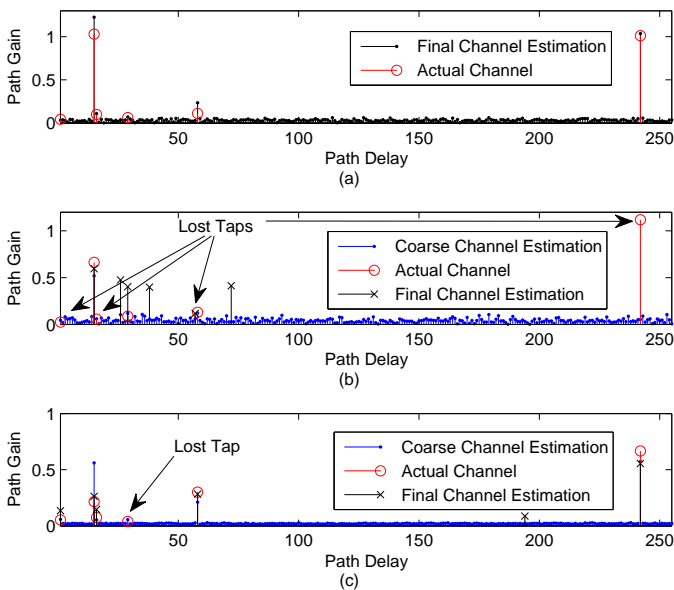 1
0.5
0
Path Gain
Final Channel Estimation
Actual Channel
50
100
150
200
250
Path Delay
(a)
1
0.5
0
Path Gain
Lost Taps
Coarse Channel Estimation
Actual Channel
Final Channel Estimation
50
100
150
200
250
Path Delay
(b)
1
0.5
0
Path Gain
Lost Tap
Coarse Channel Estimation
Actual Channel
Final Channel Estimation
50
100
150
200
250
Path Delay
(c)